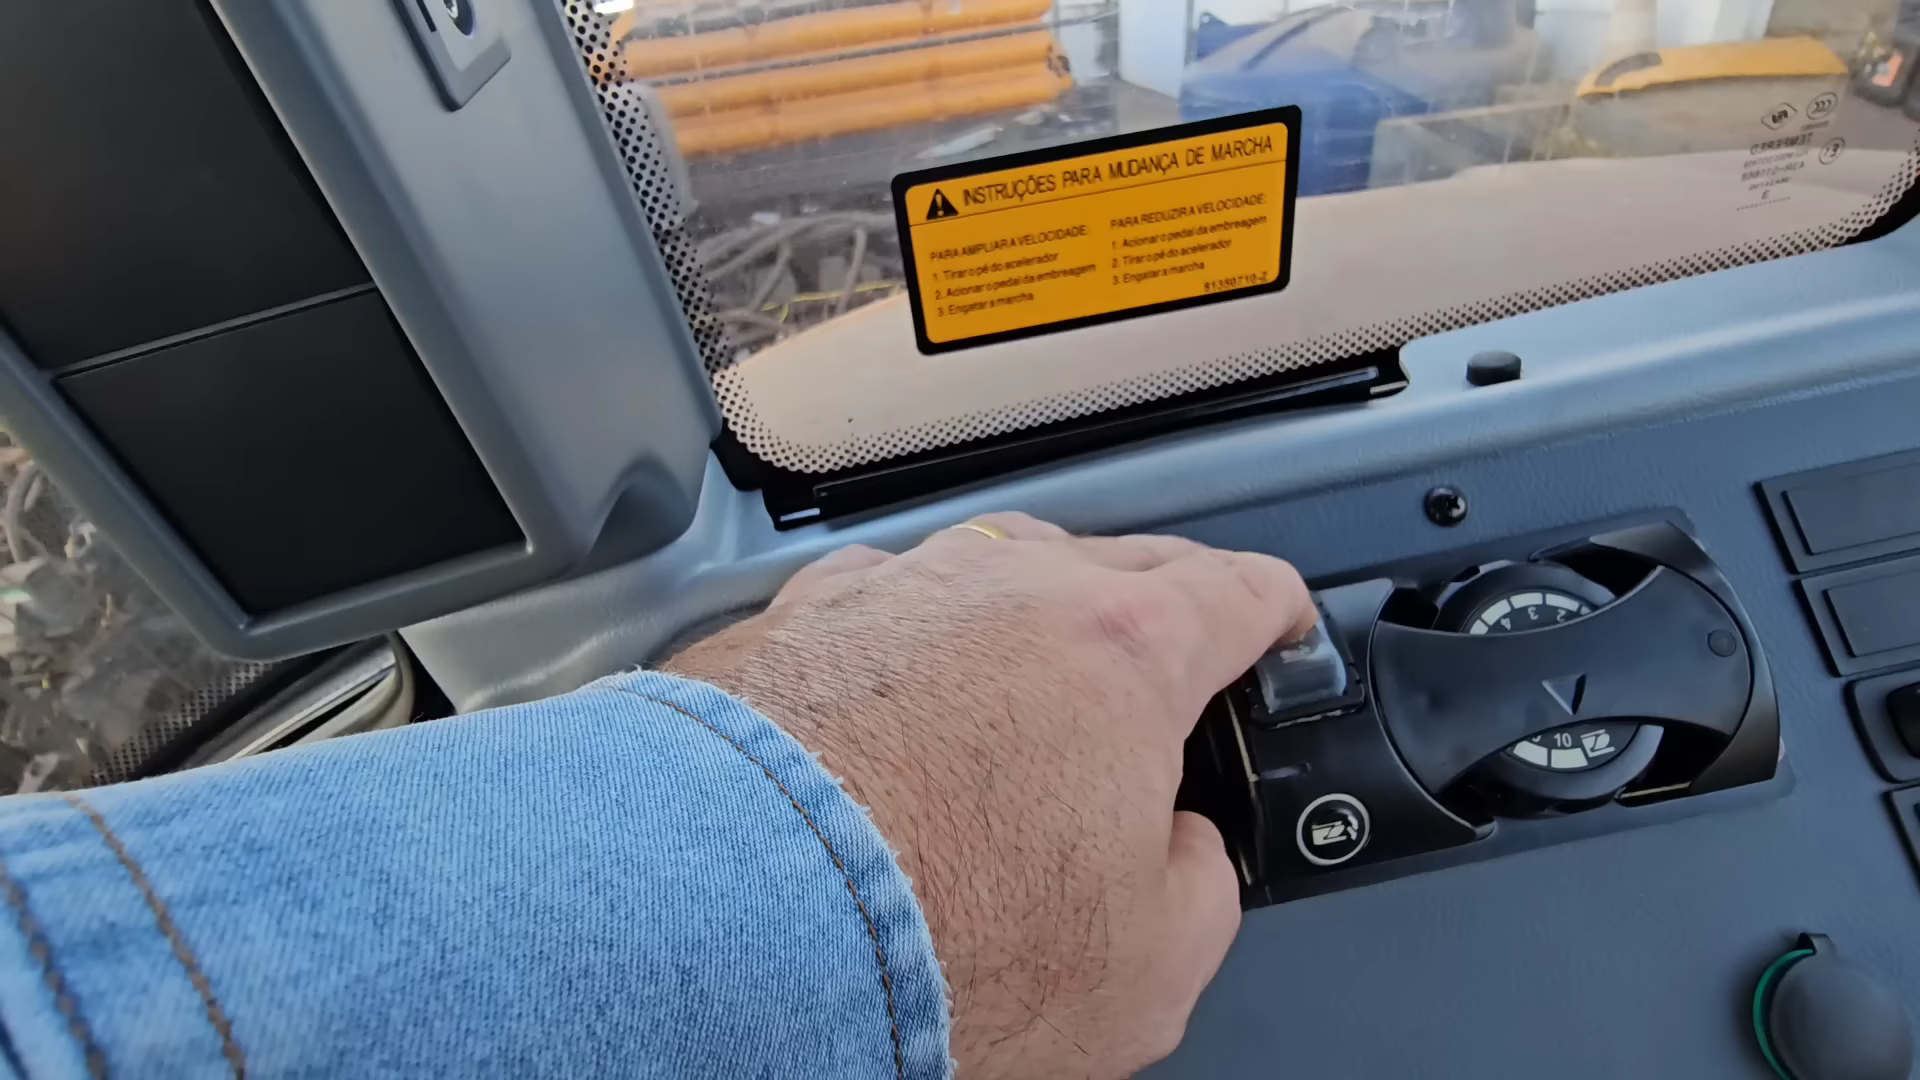 INSTRUÇÕES PARA MUDANÇA DE MARCHA
PARA AMPLIAR A VELOCIDADE:
1. Tirar o pé do acelerador
2. Acionar o pedal da embreagem
3. Engatar a marcha
PARA REDUZIR A VELOCIDADE:
1. Acionar o pedal da embreagem
2. Tirar o pé do acelerador
3. Engatar a marcha
81350710-Z
TEMPERED
4 3 2
10